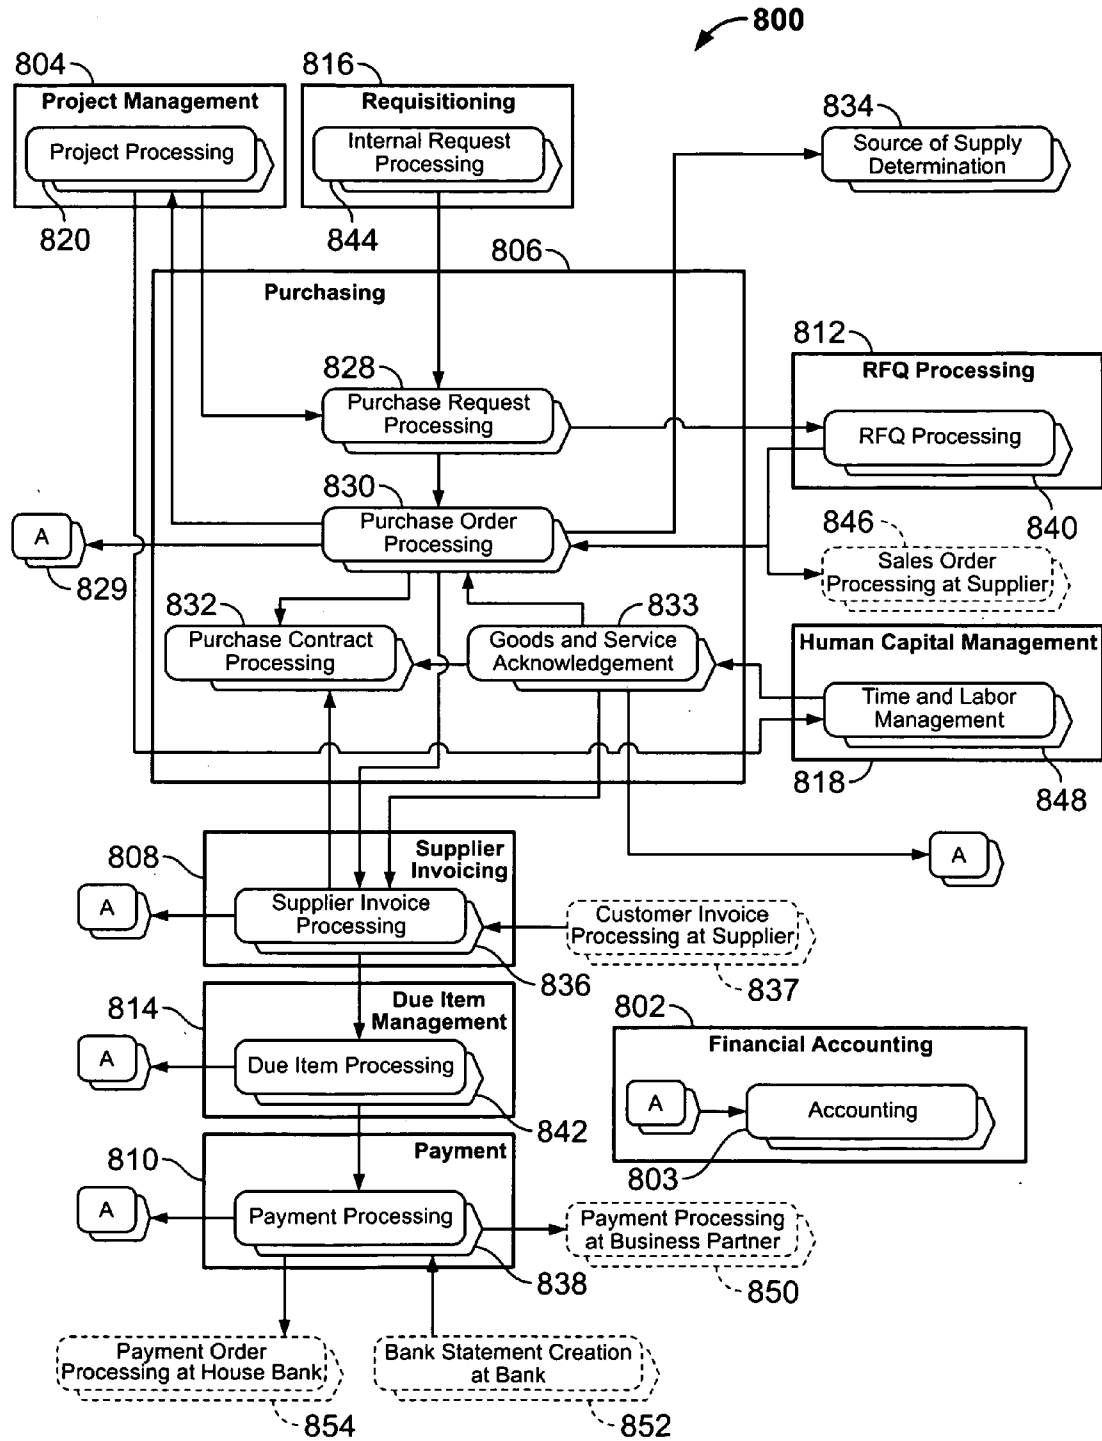 800
804
816
Project Management
Requisitioning
834
Project Processing
Internal Request
Processing
Source of Supply
Determination
820
844
806
Purchasing
812
RFQ Processing
828
Purchase Request
Processing
RFQ Processing
830
Purchase Order
Processing
840
A
829
846
Sales Order
Processing at Supplier
832
833
Purchase Contract
Processing
Goods and Service
Acknowledgement
Human Capital Management
Time and Labor
Management
818
848
808
Supplier
Invoicing
A
A
Supplier Invoice
Processing
Customer Invoice
Processing at Supplier
836
837
814
Due Item
Management
802
Financial Accounting
A
Due Item Processing
A
Accounting
842
803
810
Payment
A
Payment Processing
Payment Processing
at Business Partner
838
850
Payment Order
Processing at House Bank
Bank Statement Creation
at Bank
854
852